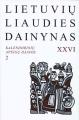 LIETUVIŲ
LIAUDIES
DAINYNAS
XXVI
KALENDORINIŲ
APEIGŲ DAINOS
2